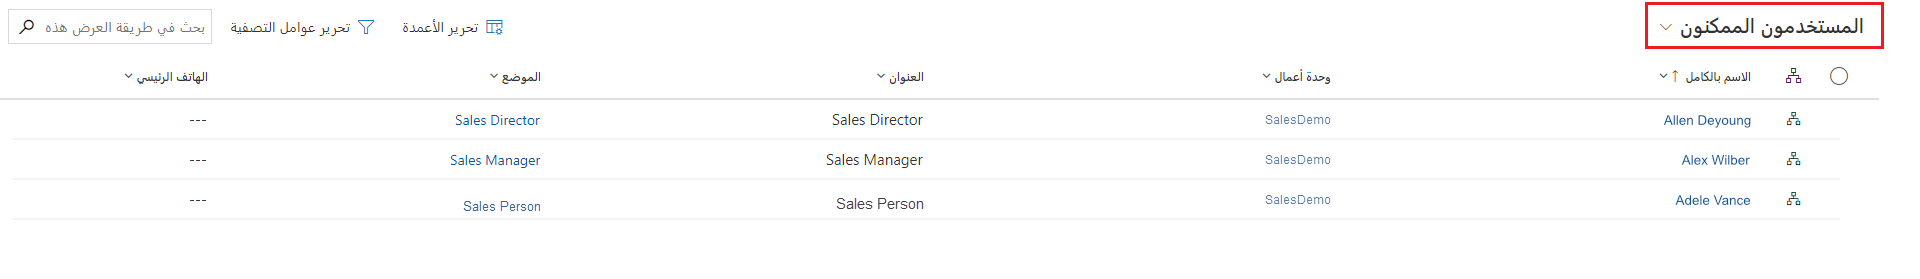 المستخدمون الممكنون
تحرير الأعمدة تحرير عوامل التصفية بحث في طريقة العرض هذه
الاسم بالكامل ↑ وحدة أعمال العنوان الموضع الهاتف الرئيسي
Allen Deyoung SalesDemo Sales Director Sales Director ---
Alex Wilber SalesDemo Sales Manager Sales Manager ---
Adele Vance SalesDemo Sales Person Sales Person ---